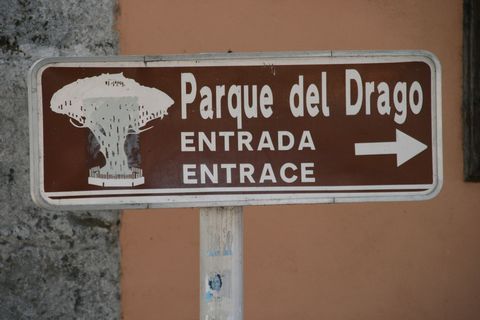 Parque del Drago
ENTRADA
ENTRACE